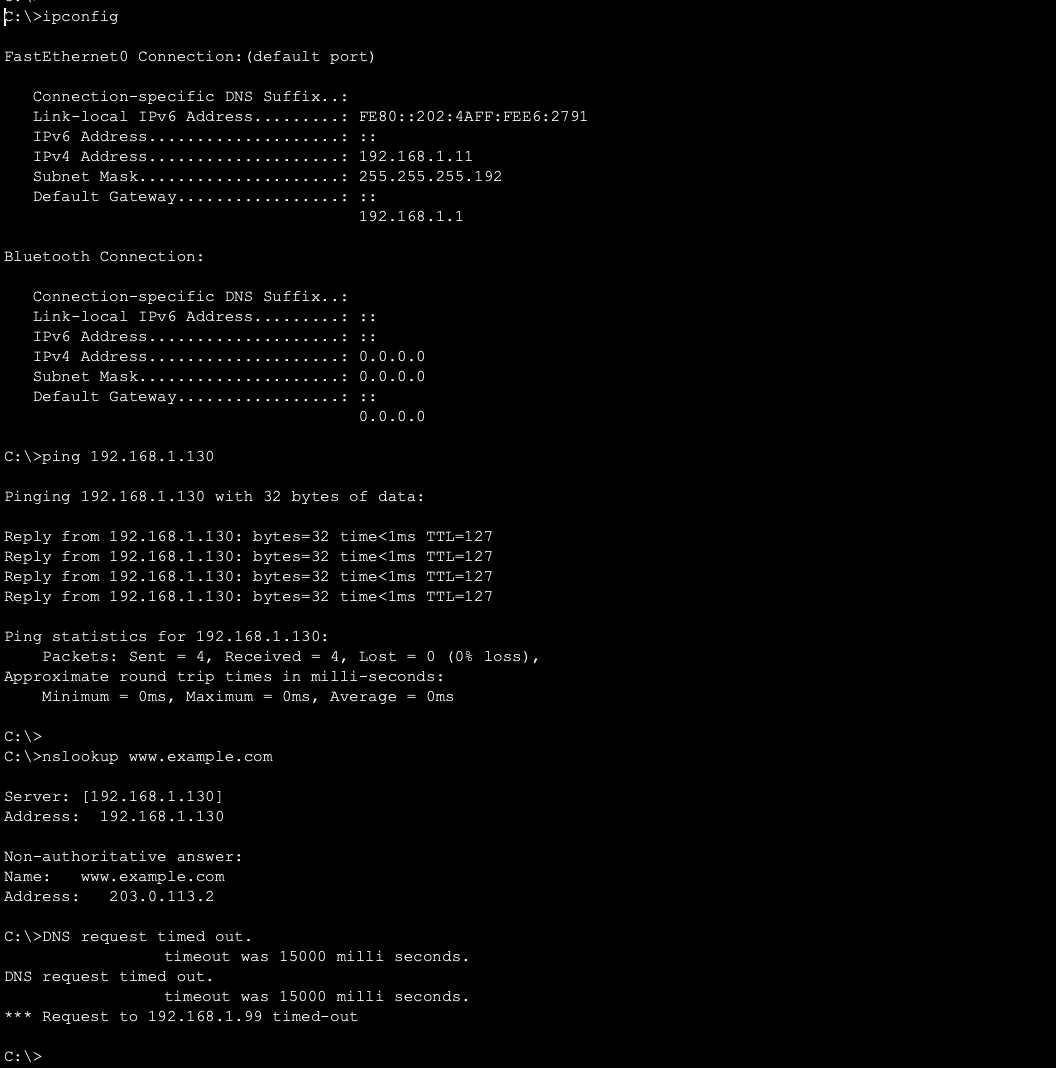 C:\>ipconfig

FastEthernet0 Connection:(default port)

   Connection-specific DNS Suffix..:
   Link-local IPv6 Address.........: FE80::202:4AFF:FEE6:2791
   IPv6 Address....................: ::
   IPv4 Address....................: 192.168.1.11
   Subnet Mask.....................: 255.255.255.192
   Default Gateway.................: ::
                                     192.168.1.1

Bluetooth Connection:

   Connection-specific DNS Suffix..:
   Link-local IPv6 Address.........: ::
   IPv6 Address....................: ::
   IPv4 Address....................: 0.0.0.0
   Subnet Mask.....................: 0.0.0.0
   Default Gateway.................: ::
                                     0.0.0.0

C:\>ping 192.168.1.130

Pinging 192.168.1.130 with 32 bytes of data:

Reply from 192.168.1.130: bytes=32 time<1ms TTL=127
Reply from 192.168.1.130: bytes=32 time<1ms TTL=127
Reply from 192.168.1.130: bytes=32 time<1ms TTL=127
Reply from 192.168.1.130: bytes=32 time<1ms TTL=127

Ping statistics for 192.168.1.130:
    Packets: Sent = 4, Received = 4, Lost = 0 (0% loss),
Approximate round trip times in milli-seconds:
    Minimum = 0ms, Maximum = 0ms, Average = 0ms

C:\>
C:\>nslookup www.example.com

Server: [192.168.1.130]
Address:  192.168.1.130

Non-authoritative answer:
Name:   www.example.com
Address:   203.0.113.2

C:\>DNS request timed out.
                 timeout was 15000 milli seconds.
DNS request timed out.
                 timeout was 15000 milli seconds.
*** Request to 192.168.1.99 timed-out

C:\>